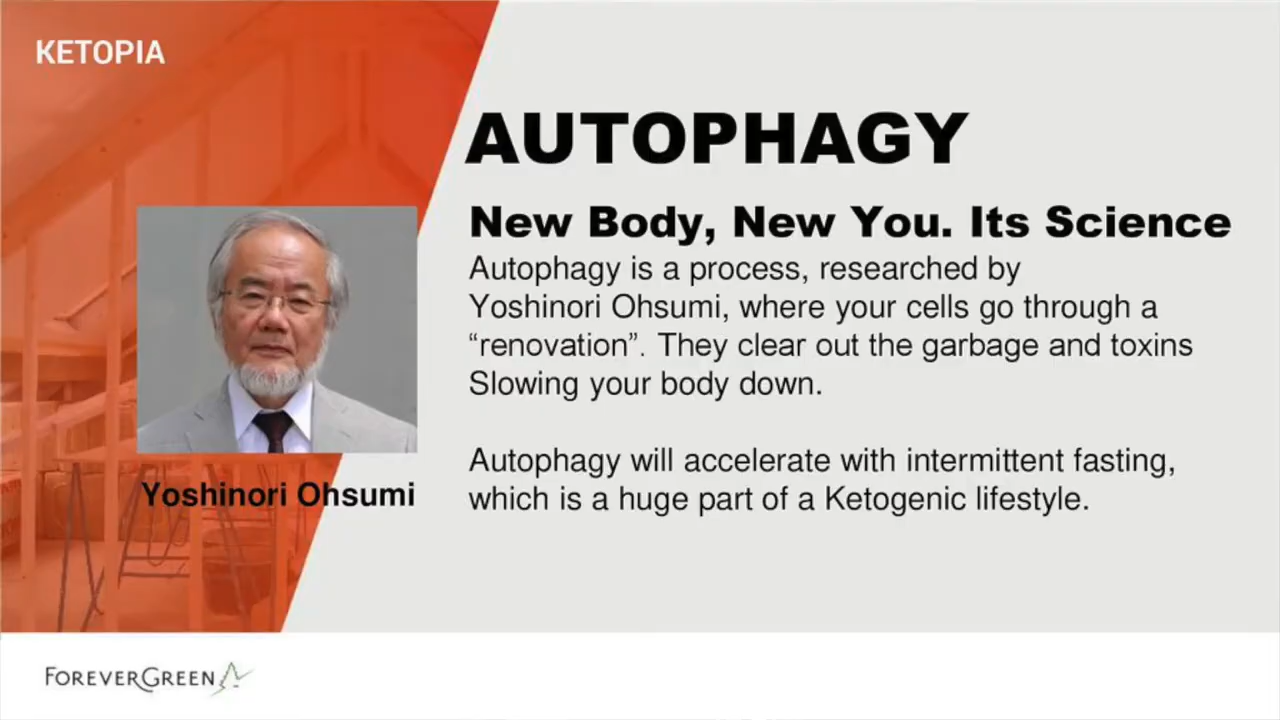 KETOPIA
AUTOPHAGY
New Body, New You. Its Science
Autophagy is a process, researched by
Yoshinori Ohsumi, where your cells go through a
“renovation”. They clear out the garbage and toxins
Slowing your body down.
Autophagy will accelerate with intermittent fasting,
which is a huge part of a Ketogenic lifestyle.
Yoshinori Ohsumi
FOREVERGREEN